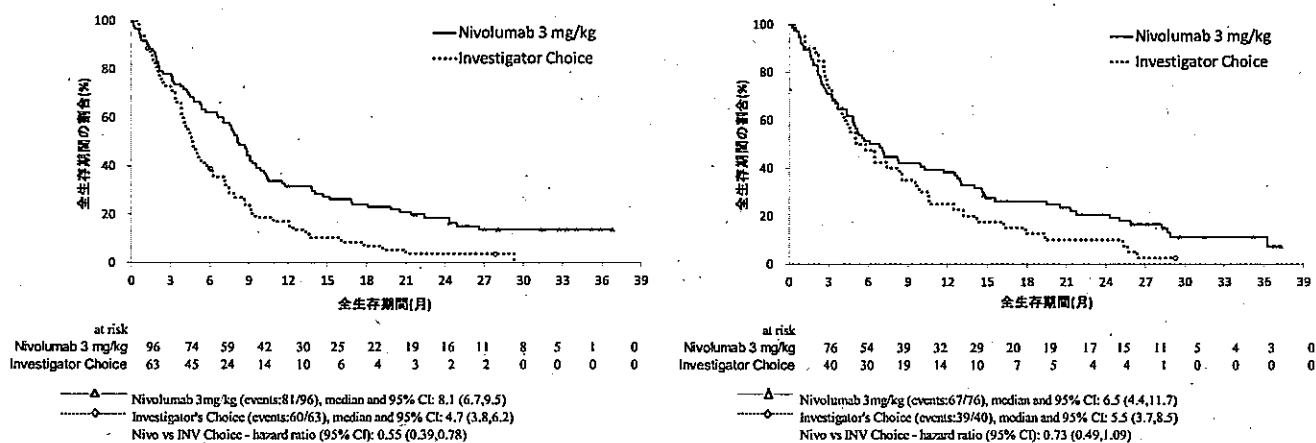 100
80
60
40
20
0
全生存期間の割合(%)
Nivolumab 3 mg/kg
Investigator Choice
0 3 6 9 12 15 18 21 24 27 30 33 36 39
全生存期間(月)
at risk
Nivolumab 3 mg/kg 96 74 59 42 30 25 22 19 16 11 8 5 1 0
Investigator Choice 63 45 24 14 10 6 4 3 2 2 0 0 0 0
Nivolumab 3mg/kg (events:81/96), median and 95% CI: 8.1 (6.7,9.5)
Investigator's Choice (events:60/63), median and 95% CI: 4.7 (3.8,6.2)
Nivo vs INV Choice - hazard ratio (95% CI): 0.55 (0.39,0.78)
100
80
60
40
20
0
全生存期間の割合(%)
Nivolumab 3 mg/kg
Investigator Choice
0 3 6 9 12 15 18 21 24 27 30 33 36 39
全生存期間(月)
at risk
Nivolumab 3 mg/kg 76 54 39 32 29 20 19 17 15 11 5 4 3 0
Investigator Choice 40 30 19 14 10 7 5 4 4 1 0 0 0 0
Nivolumab 3mg/kg (events:67/76), median and 95% CI: 6.5 (4.4,11.7)
Investigator's Choice (events:39/40), median and 95% CI: 5.5 (3.7,8.5)
Nivo vs INV Choice - hazard ratio (95% CI): 0.73 (0.49,1.09)